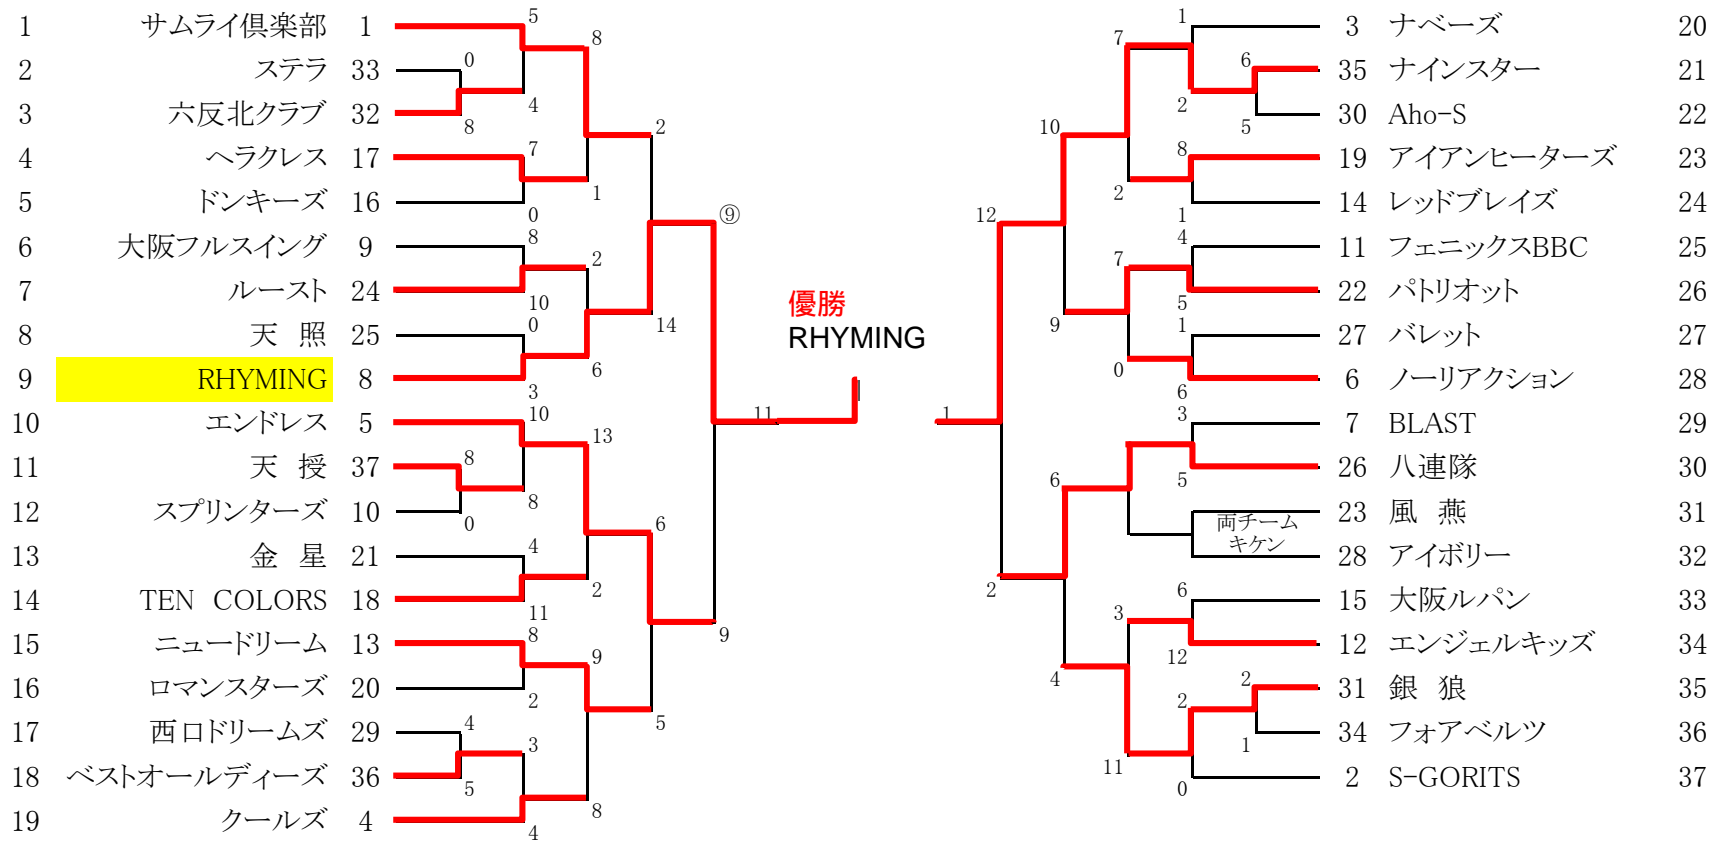 1 サムライ倶楽部 1
2 ステラ 33
3 六反北クラブ 32
4 ヘラクレス 17
5 ドンキーズ 16
6 大阪フルスイング 9
7 ルースト 24
8 天 照 25
9 RHYMING 8
10 エンドレス 5
11 天 授 37
12 スプリンターズ 10
13 金 星 21
14 TEN COLORS 18
15 ニュードリーム 13
16 ロマンスターズ 20
17 西口ドリームズ 29
18 ベストオールディーズ 36
19 クールズ 4
5
0
8
4
7
0
8
10
0
3
10
8
0
8
4
11
8
2
4
5
3
4
8
1
2
6
13
2
9
8
2
14
6
5
⑨
9
11
優勝
RHYMING
1
12
2
10
9
6
4
7
2
7
0
3
11
1
6
5
2
8
1
4
5
1
6
3
5
両チーム
キケン
6
12
2
2
1
0
3 ナベーズ 20
35 ナインスター 21
30 Aho-S 22
19 アイアンヒーターズ 23
14 レッドブレイズ 24
11 フェニックスBBC 25
22 パトリオット 26
27 バレット 27
6 ノーリアクション 28
7 BLAST 29
26 八連隊 30
23 風 燕 31
28 アイボリー 32
15 大阪ルパン 33
12 エンジェルキッズ 34
31 銀 狼 35
34 フォアベルツ 36
2 S-GORITS 37